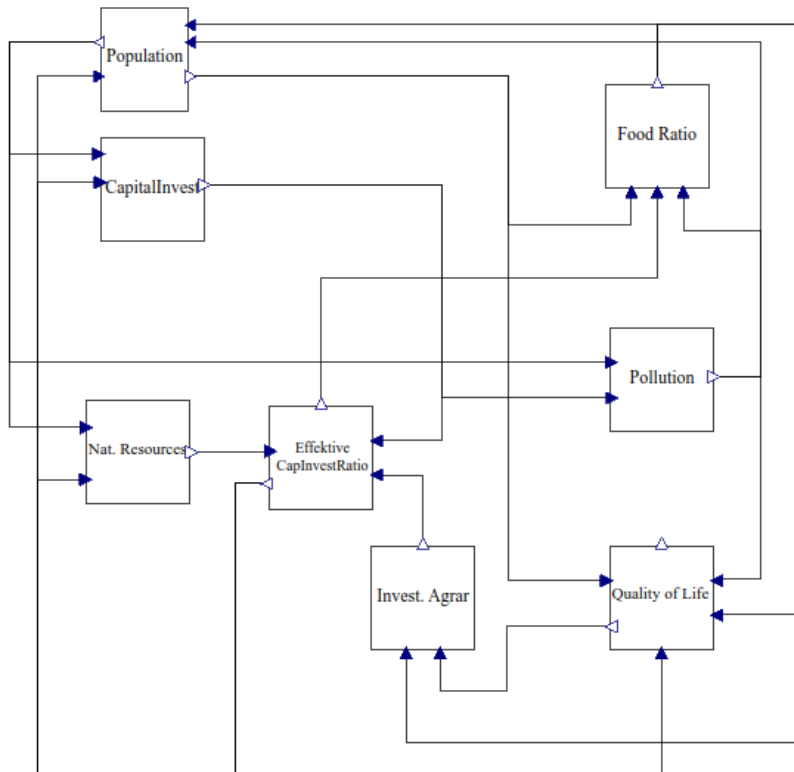 Population
Food Ratio
CapitalInvest
Pollution
Nat. Resources
Effektive
CapInvestRatio
Invest. Agrar
Quality of Life